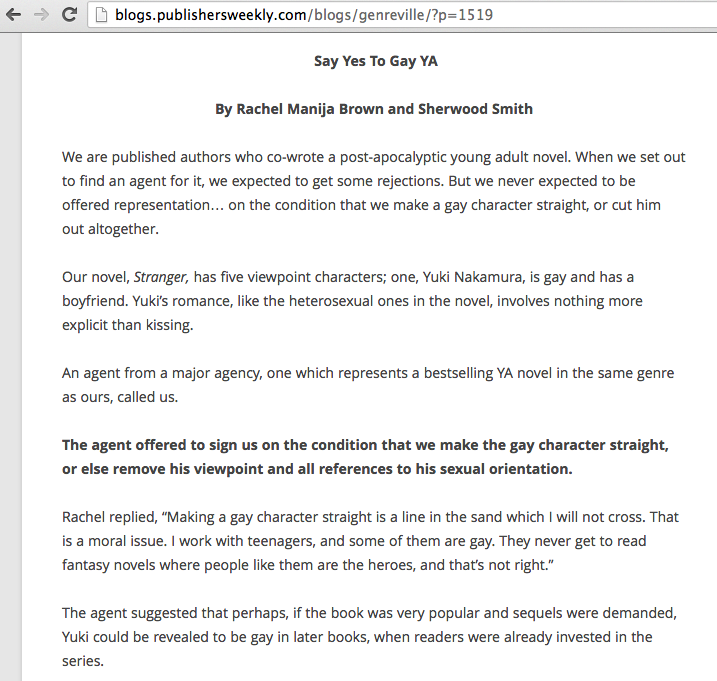 blogs.publishersweekly.com/blogs/genreville/?p=1519
Say Yes To Gay YA
By Rachel Manija Brown and Sherwood Smith
We are published authors who co-wrote a post-apocalyptic young adult novel. When we set out
to find an agent for it, we expected to get some rejections. But we never expected to be
offered representation… on the condition that we make a gay character straight, or cut him
out altogether.
Our novel, Stranger, has five viewpoint characters; one, Yuki Nakamura, is gay and has a
boyfriend. Yuki’s romance, like the heterosexual ones in the novel, involves nothing more
explicit than kissing.
An agent from a major agency, one which represents a bestselling YA novel in the same genre
as ours, called us.
The agent offered to sign us on the condition that we make the gay character straight,
or else remove his viewpoint and all references to his sexual orientation.
Rachel replied, “Making a gay character straight is a line in the sand which I will not cross. That
is a moral issue. I work with teenagers, and some of them are gay. They never get to read
fantasy novels where people like them are the heroes, and that’s not right.”
The agent suggested that perhaps, if the book was very popular and sequels were demanded,
Yuki could be revealed to be gay in later books, when readers were already invested in the
series.